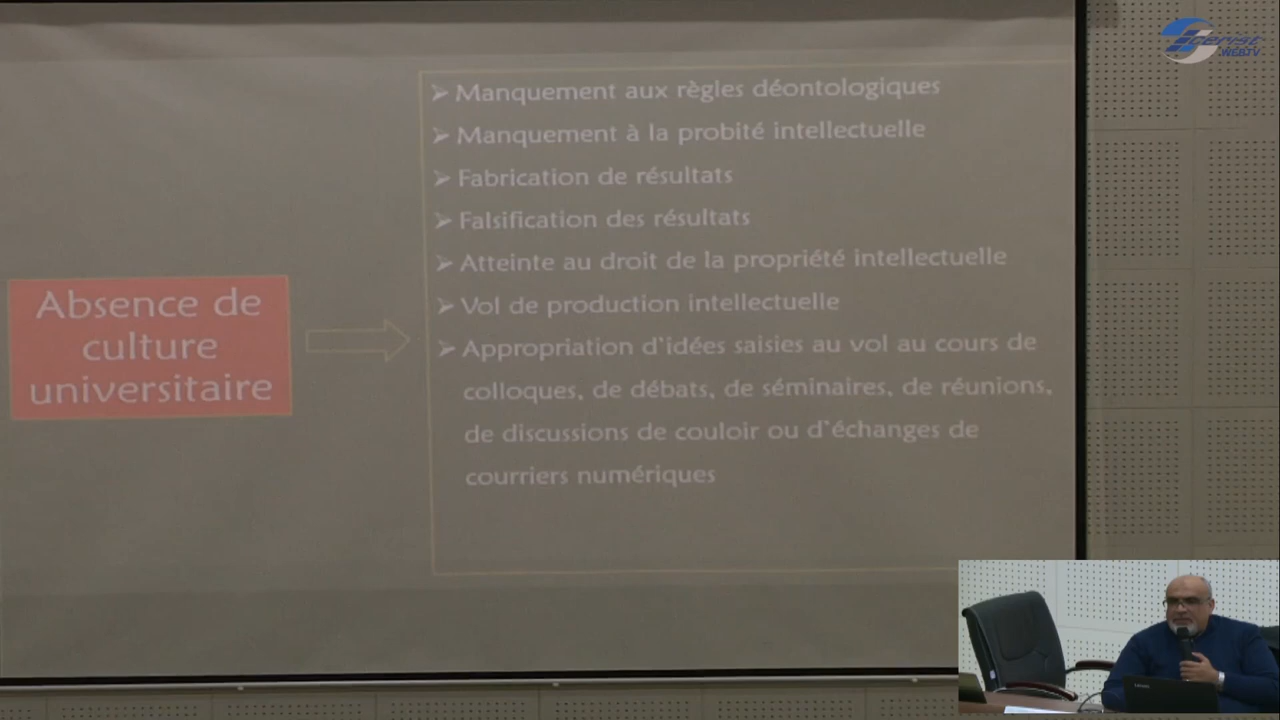 cerist
WEBTV
➢ Manquement aux règles déontologiques
➢ Manquement à la probité intellectuelle
➢ Fabrication de résultats
➢ Falsification des résultats
➢ Atteinte au droit de la propriété intellectuelle
➢ Vol de production intellectuelle
➢ Appropriation d'idées saisies au vol au cours de
colloques, de débats, de séminaires, de réunions,
de discussions de couloir ou d'échanges de
courriers numériques
Absence de
culture
universitaire